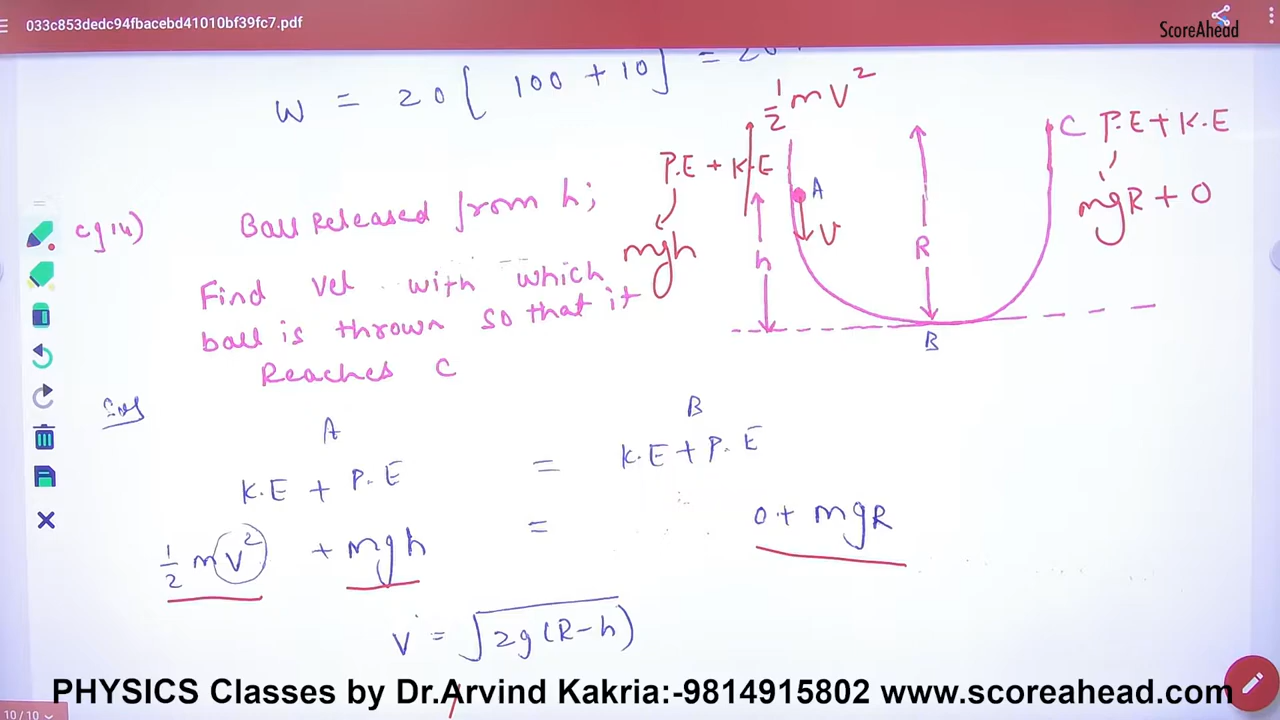 033c853dedc94fbacebd41010bf39fc7.pdf
ScoreAhead
W = 20 [ 100 + 10 ] =
1/2 mv²
P.E + K.E
mgh
A
V
h
R
B
C P.E + K.E
mgR + 0
eg 14) Ball Released from h;
Find Vel with which
ball is thrown so that it
Reaches C
Sol
A B
K.E + P.E = K.E + P.E
1/2 mv² + mgh = 0 + mgR
V = √2g(R-h)
PHYSICS Classes by Dr.Arvind Kakria:-9814915802 www.scoreahead.com
10 / 10